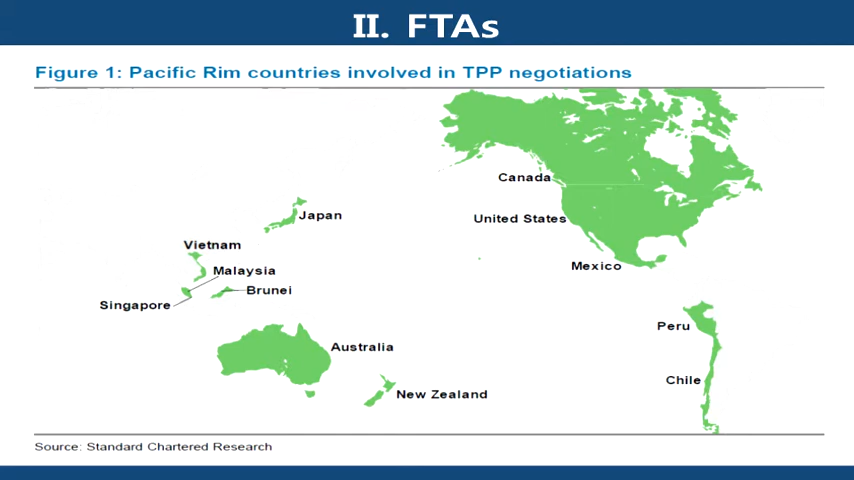 II. FTAs
Figure 1: Pacific Rim countries involved in TPP negotiations
Canada
Japan
United States
Vietnam
Mexico
Malaysia
Brunei
Singapore
Peru
Australia
Chile
New Zealand
Source: Standard Chartered Research